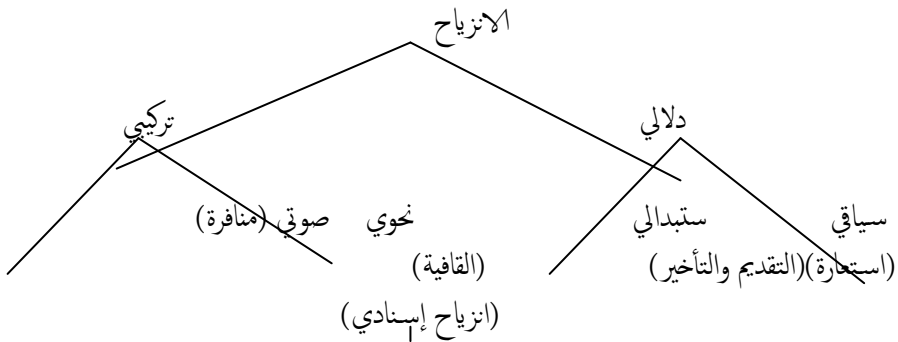 الانزياح
دلالي تركيبي
سياقي ستبدالي نحوي صوتي (منافرة)
(استعارة)(التقديم والتأخير) (القافية)
(انزياح إسنادي)